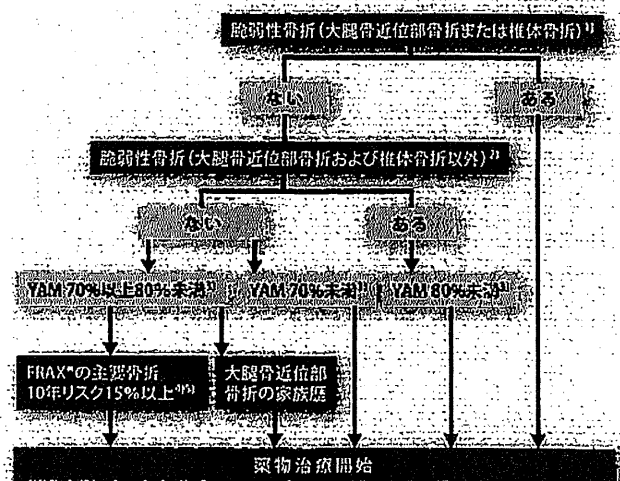 脆弱性骨折(大腿骨近位部骨折または椎体骨折)1)
ない
ある
脆弱性骨折(大腿骨近位部骨折および椎体骨折以外)2)
ない
ある
YAM 70%以上80%未満3)
YAM 70%未満3)
YAM 80%未満3)
FRAX®の主要骨折
10年リスク15%以上4)5)
大腿骨近位部
骨折の家族歴
薬物治療開始